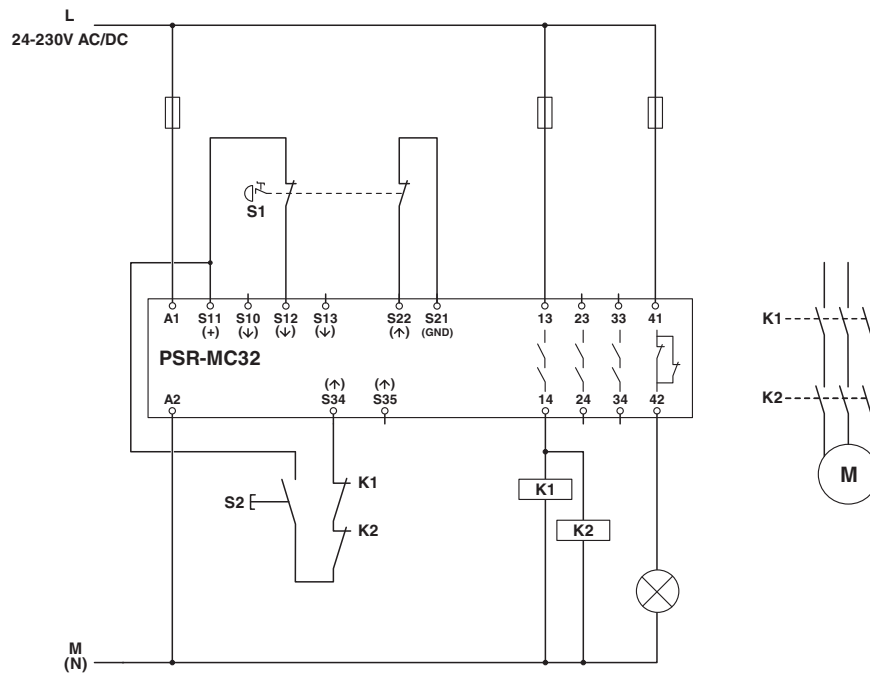 L
24-230V AC/DC
S1
A1 S11 S10 S12 S13 S22 S21 13 23 33 41
(+) (↓) (↓) (↓) (↑) (GND)
K1
PSR-MC32
(↑) (↑)
A2 S34 S35 14 24 34 42
K2
M
K1
S2
K1
K2
K2
M
(N)